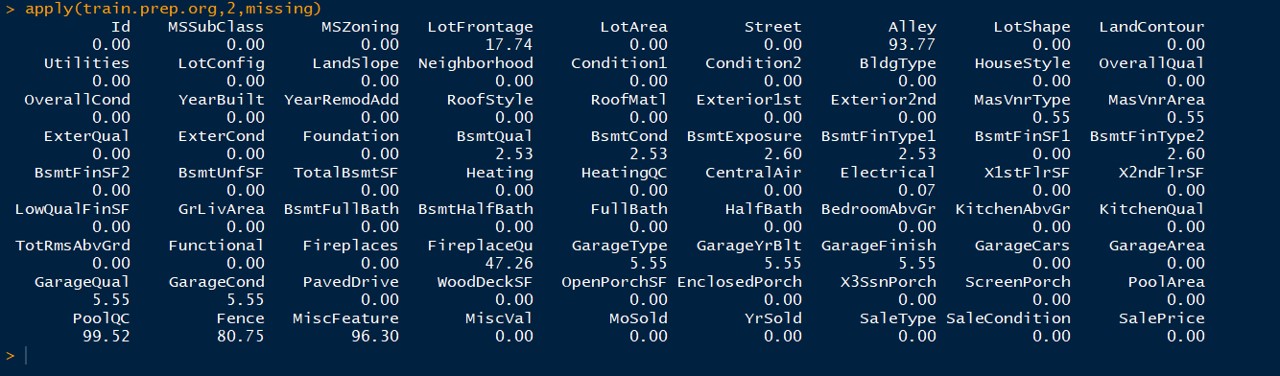 > apply(train.prep.org,2,missing)
Id MSSubClass MSZoning LotFrontage LotArea Street Alley LotShape LandContour
0.00 0.00 0.00 17.74 0.00 0.00 93.77 0.00 0.00
Utilities LotConfig LandSlope Neighborhood Condition1 Condition2 BldgType HouseStyle OverallQual
0.00 0.00 0.00 0.00 0.00 0.00 0.00 0.00 0.00
OverallCond YearBuilt YearRemodAdd RoofStyle RoofMatl Exterior1st Exterior2nd MasVnrType MasVnrArea
0.00 0.00 0.00 0.00 0.00 0.00 0.00 0.55 0.55
ExterQual ExterCond Foundation BsmtQual BsmtCond BsmtExposure BsmtFinType1 BsmtFinSF1 BsmtFinType2
0.00 0.00 0.00 2.53 2.53 2.60 2.53 0.00 2.60
BsmtFinSF2 BsmtUnfSF TotalBsmtSF Heating HeatingQC CentralAir Electrical X1stFlrSF X2ndFlrSF
0.00 0.00 0.00 0.00 0.00 0.00 0.07 0.00 0.00
LowQualFinSF GrLivArea BsmtFullBath BsmtHalfBath FullBath HalfBath BedroomAbvGr KitchenAbvGr KitchenQual
0.00 0.00 0.00 0.00 0.00 0.00 0.00 0.00 0.00
TotRmsAbvGrd Functional Fireplaces FireplaceQu GarageType GarageYrBlt GarageFinish GarageCars GarageArea
0.00 0.00 0.00 47.26 5.55 5.55 5.55 0.00 0.00
GarageQual GarageCond PavedDrive WoodDeckSF OpenPorchSF EnclosedPorch X3SsnPorch ScreenPorch PoolArea
5.55 5.55 0.00 0.00 0.00 0.00 0.00 0.00 0.00
PoolQC Fence MiscFeature MiscVal MoSold YrSold SaleType SaleCondition SalePrice
99.52 80.75 96.30 0.00 0.00 0.00 0.00 0.00 0.00
>